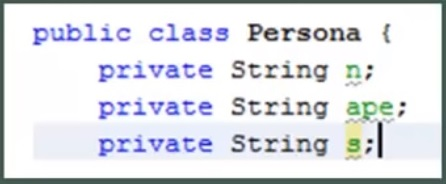 public class Persona {
private String n;
private String ape;
private String s;